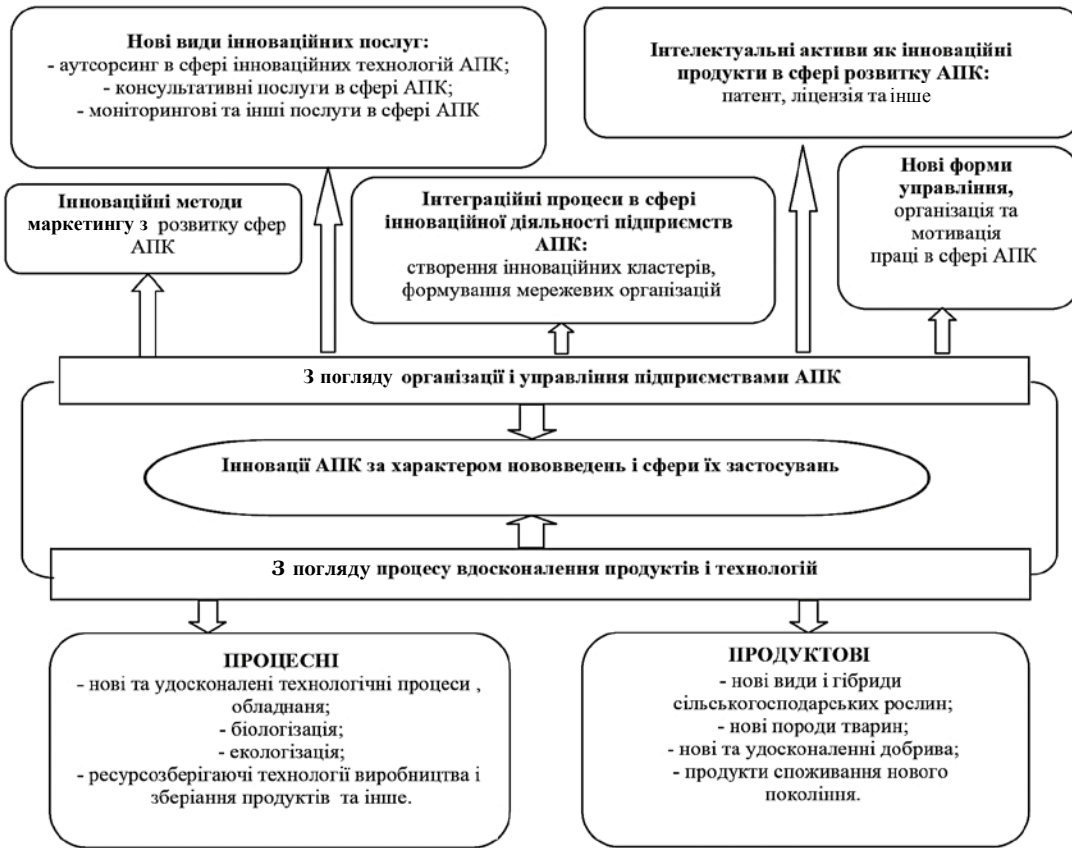 Нові види інноваційних послуг:
- аутсорсинг в сфері інноваційних технологій АПК;
- консультативні послуги в сфері АПК;
- моніторингові та інші послуги в сфері АПК
Інтелектуальні активи як інноваційні
продукти в сфері розвитку АПК:
патент, ліцензія та інше
Інноваційні методи
маркетингу з розвитку сфер
АПК
Інтеграційні процеси в сфері
інноваційної діяльності підприємств
АПК:
створення інноваційних кластерів,
формування мережевих організацій
Нові форми
управління,
організація та
мотивація
праці в сфері АПК
З погляду організації і управління підприємствами АПК
Інновації АПК за характером нововведень і сфери їх застосувань
З погляду процесу вдосконалення продуктів і технологій
ПРОЦЕСНІ
- нові та удосконалені технологічні процеси ,
обладнаня;
- біологізація;
- екологізація;
- ресурсозберігаючі технології виробництва і
зберіання продуктів та інше.
ПРОДУКТОВІ
- нові види і гібриди
сільськогосподарських рослин;
- нові породи тварин;
- нові та удосконаленні добрива;
- продукти споживання нового
покоління.